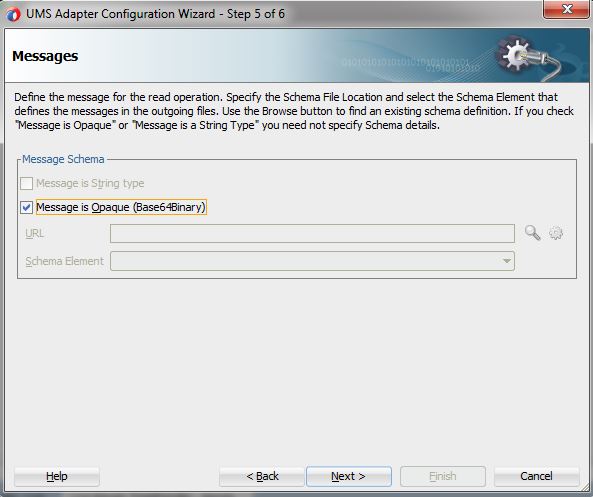 UMS Adapter Configuration Wizard - Step 5 of 6
Messages
Define the message for the read operation. Specify the Schema File Location and select the Schema Element that
defines the messages in the outgoing files. Use the Browse button to find an existing schema definition. If you check
"Message is Opaque" or "Message is a String Type" you need not specify Schema details.
Message Schema
Message is String type
Message is Opaque (Base64Binary)
URL
Schema Element
Help
< Back
Next >
Finish
Cancel